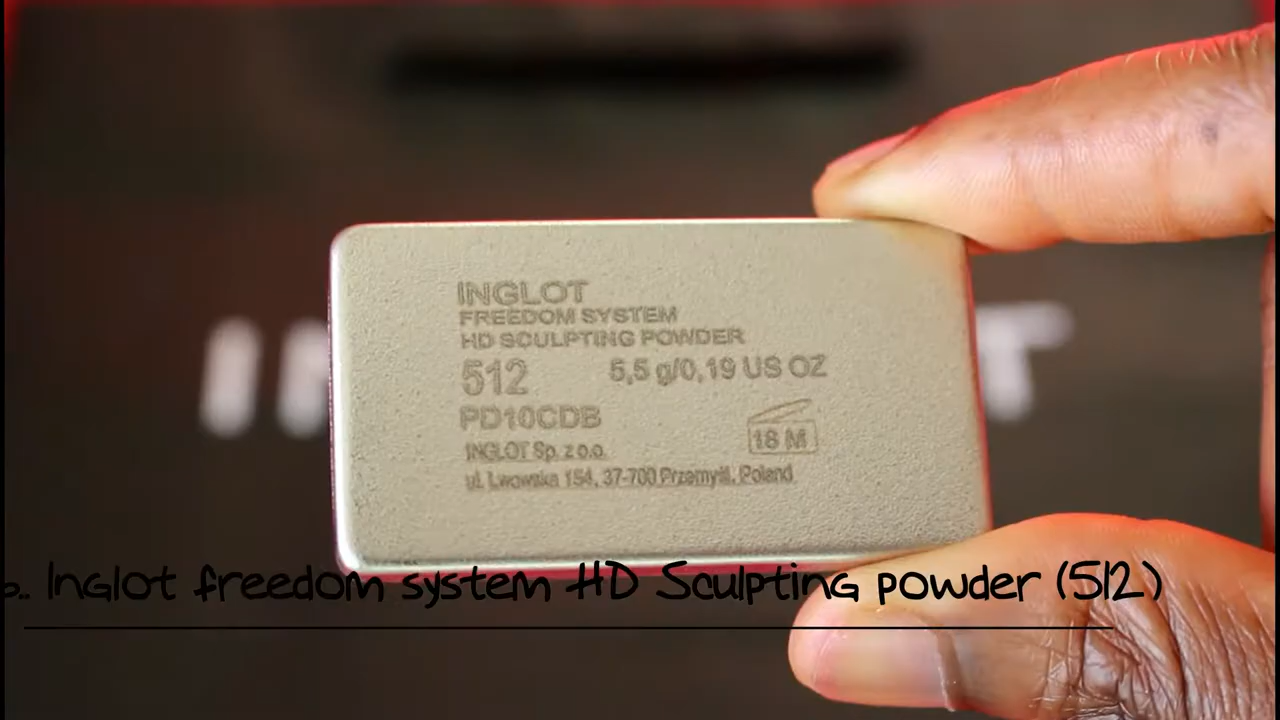 INGLOT
FREEDOM SYSTEM
HD SCULPTING POWDER
512 5,5 g/0,19 US OZ
PD10CDB
18 M
INGLOT Sp. z o.o.
ul. Lwowska 154, 37-700 Przemyśl, Poland
Inglot freedom system HD Sculpting powder (512)